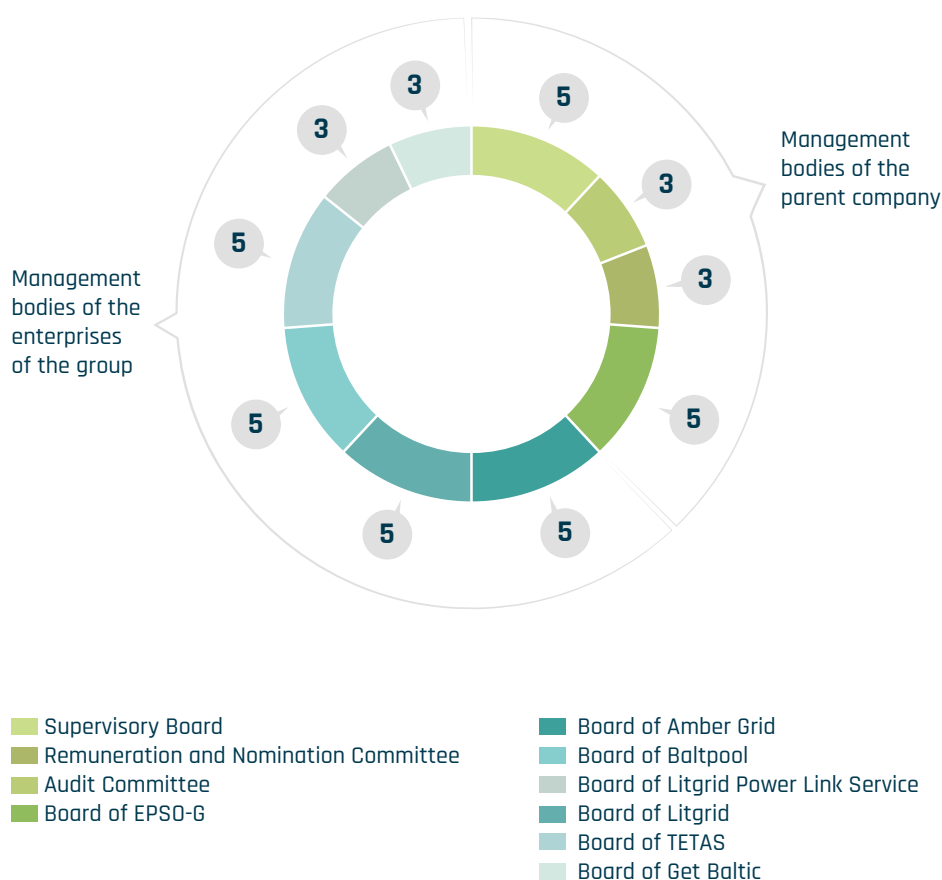 3
5
3
3
5
3
5
5
5
5
Management
bodies of the
parent company
Management
bodies of the
enterprises
of the group
Supervisory Board
Remuneration and Nomination Committee
Audit Committee
Board of EPSO-G
Board of Amber Grid
Board of Baltpool
Board of Litgrid Power Link Service
Board of Litgrid
Board of TETAS
Board of Get Baltic